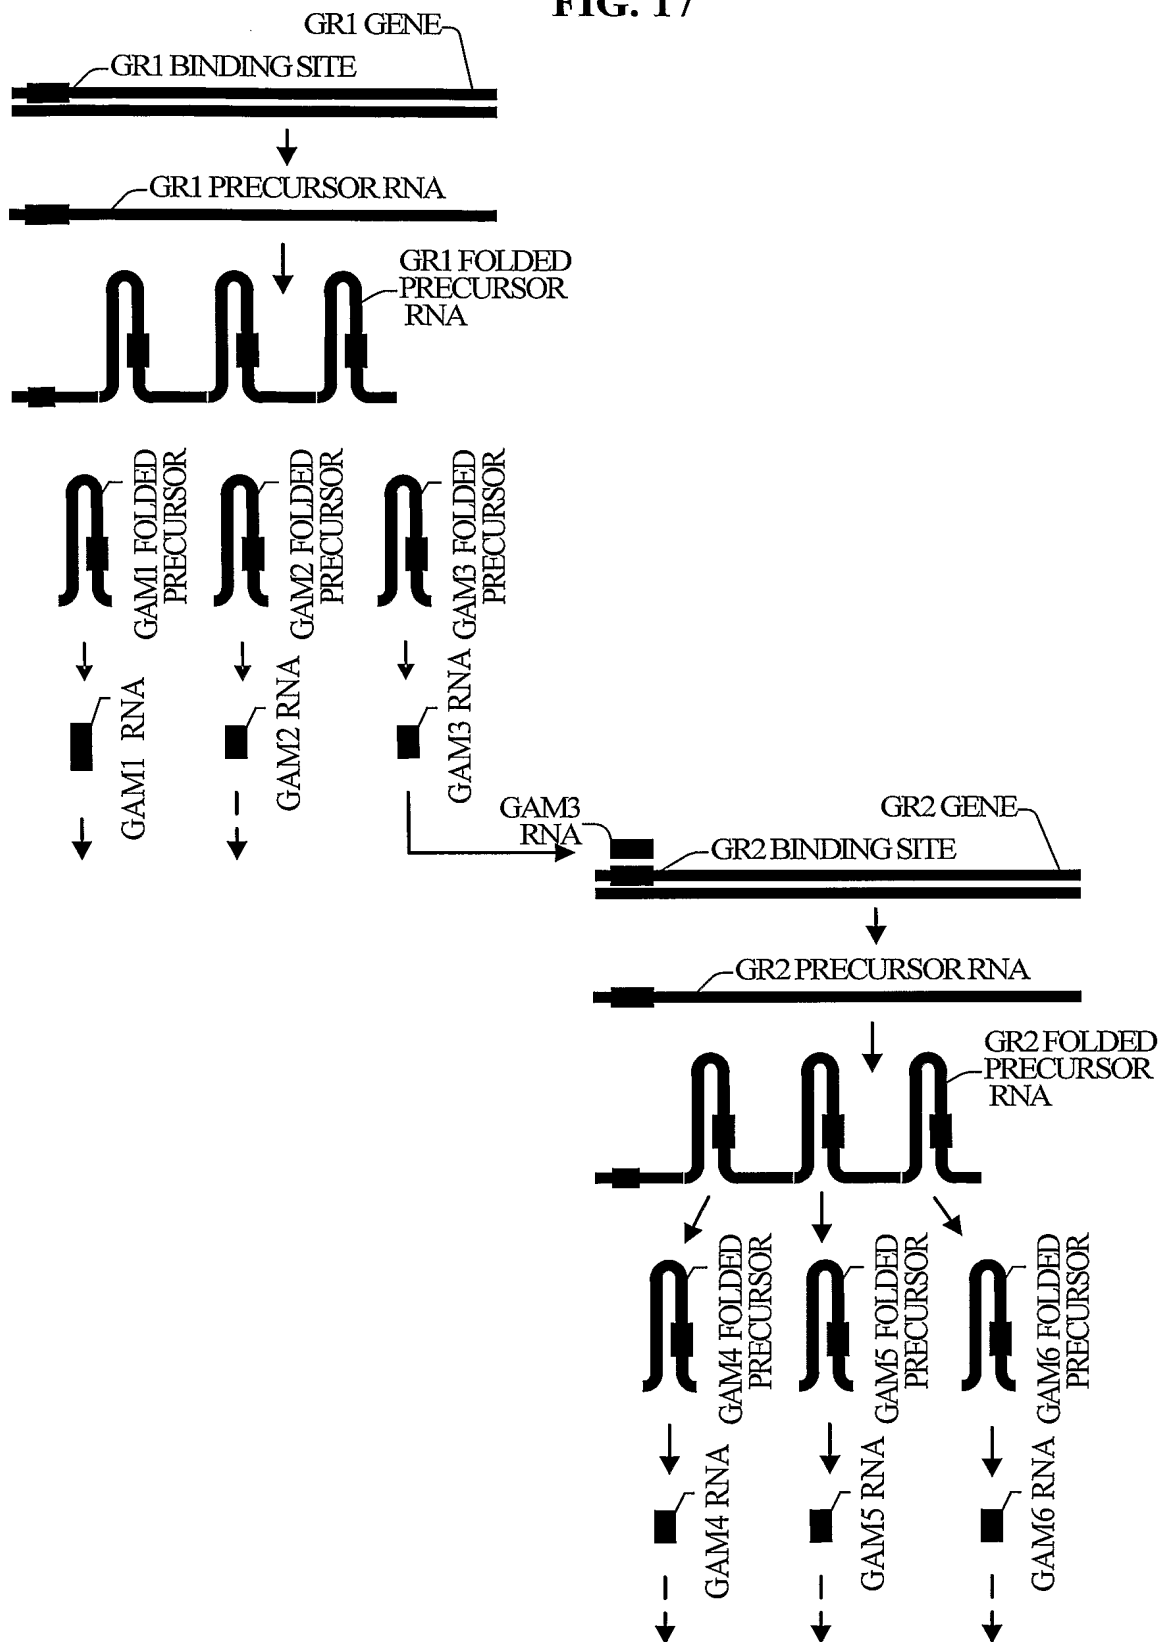 FIG. 17
GR1 GENE
GR1 BINDING SITE
GR1 PRECURSOR RNA
GR1 FOLDED
PRECURSOR
RNA
GAM1 FOLDED
PRECURSOR
GAM2 FOLDED
PRECURSOR
GAM3 FOLDED
PRECURSOR
GAM1 RNA
GAM2 RNA
GAM3 RNA
GAM3
RNA
GR2 GENE
GR2 BINDING SITE
GR2 PRECURSOR RNA
GR2 FOLDED
PRECURSOR
RNA
GAM4 FOLDED
PRECURSOR
GAM5 FOLDED
PRECURSOR
GAM6 FOLDED
PRECURSOR
GAM4 RNA
GAM5 RNA
GAM6 RNA